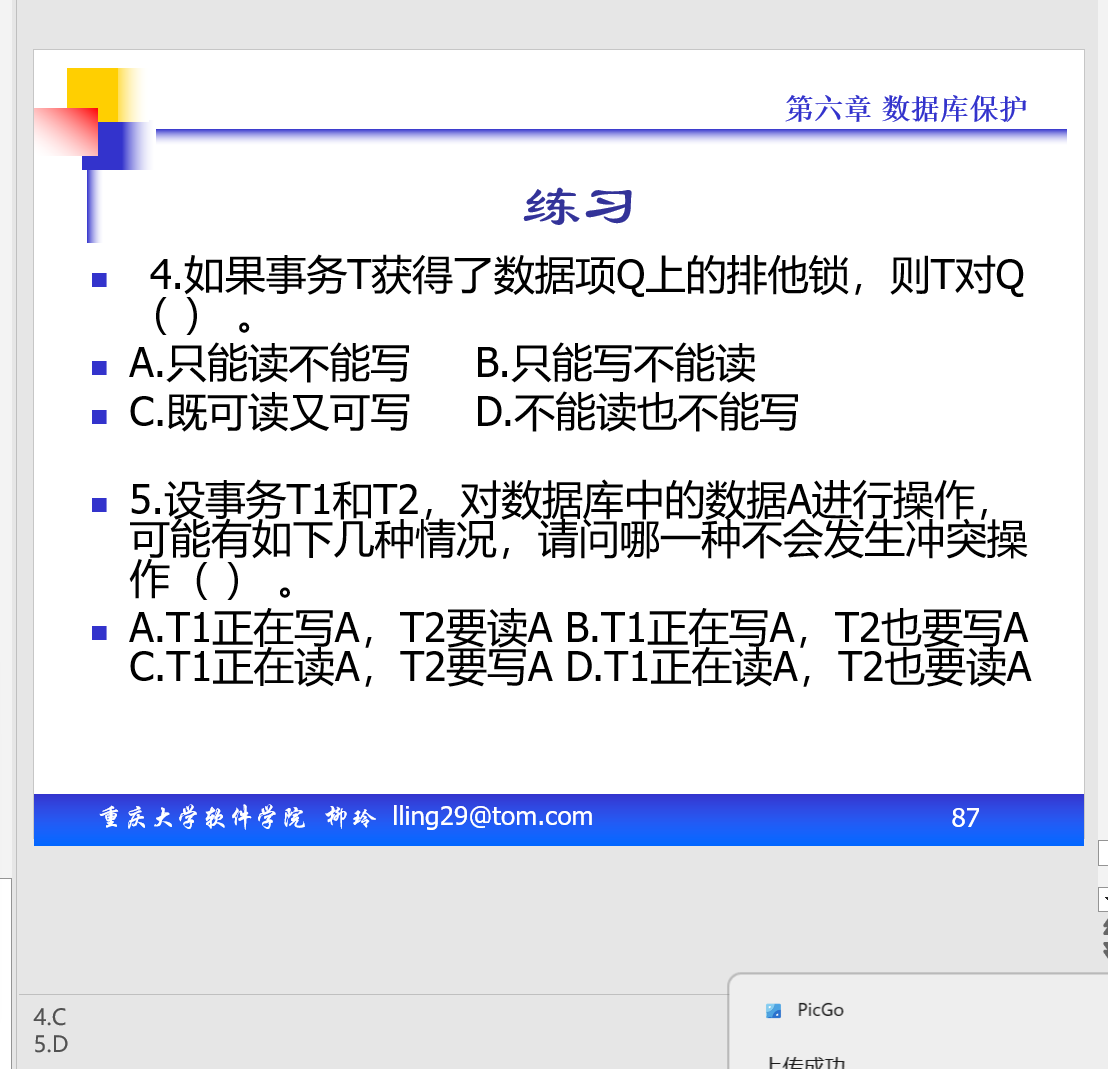 第六章 数据库保护
练习
4.如果事务T获得了数据项Q上的排他锁，则T对Q
（ ） 。
A.只能读不能写 B.只能写不能读
C.既可读又可写 D.不能读也不能写
5.设事务T1和T2，对数据库中的数据A进行操作，
可能有如下几种情况，请问哪一种不会发生冲突操
作（ ） 。
A.T1正在写A，T2要读A B.T1正在写A，T2也要写A
C.T1正在读A，T2要写A D.T1正在读A，T2也要读A
重庆大学软件学院 柳玲 lling29@tom.com 87
4.C
5.D
PicGo
上传成功